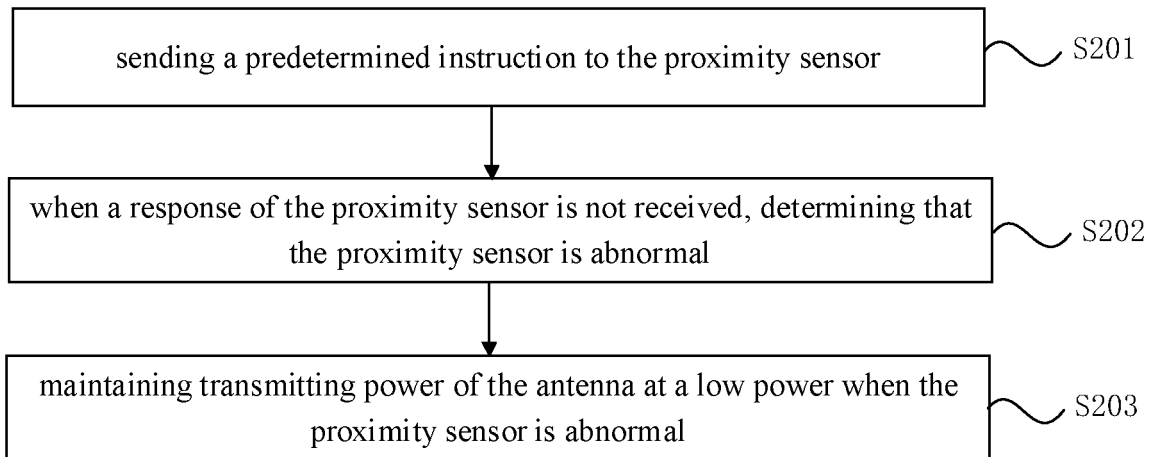 sending a predetermined instruction to the proximity sensor
S201
when a response of the proximity sensor is not received, determining that
the proximity sensor is abnormal
S202
maintaining transmitting power of the antenna at a low power when the
proximity sensor is abnormal
S203